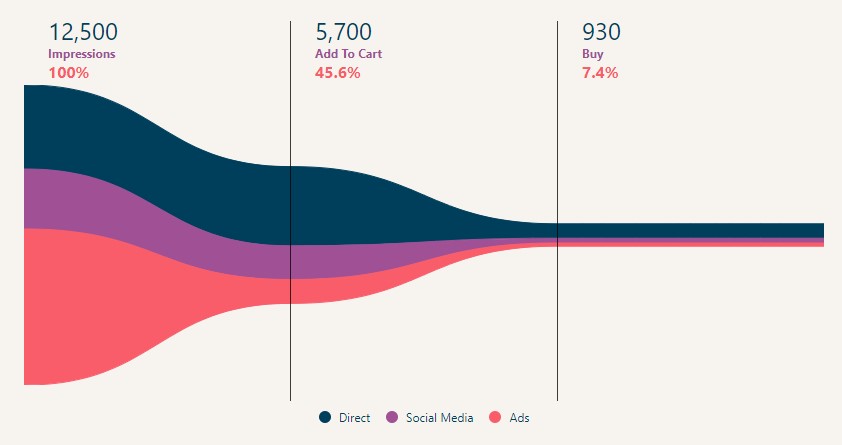 12,500
Impressions
100%
5,700
Add To Cart
45.6%
930
Buy
7.4%
Direct
Social Media
Ads